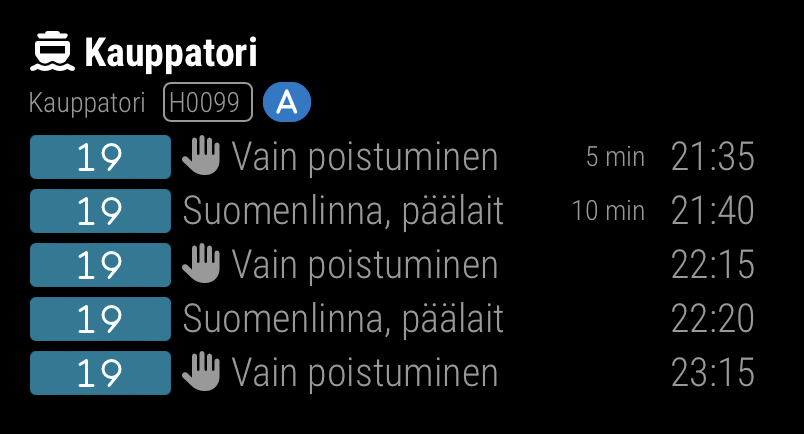 Kauppatori
Kauppatori H0099 A
19 Vain poistuminen 5 min 21:35
19 Suomenlinna, päälait 10 min 21:40
19 Vain poistuminen 22:15
19 Suomenlinna, päälait 22:20
19 Vain poistuminen 23:15